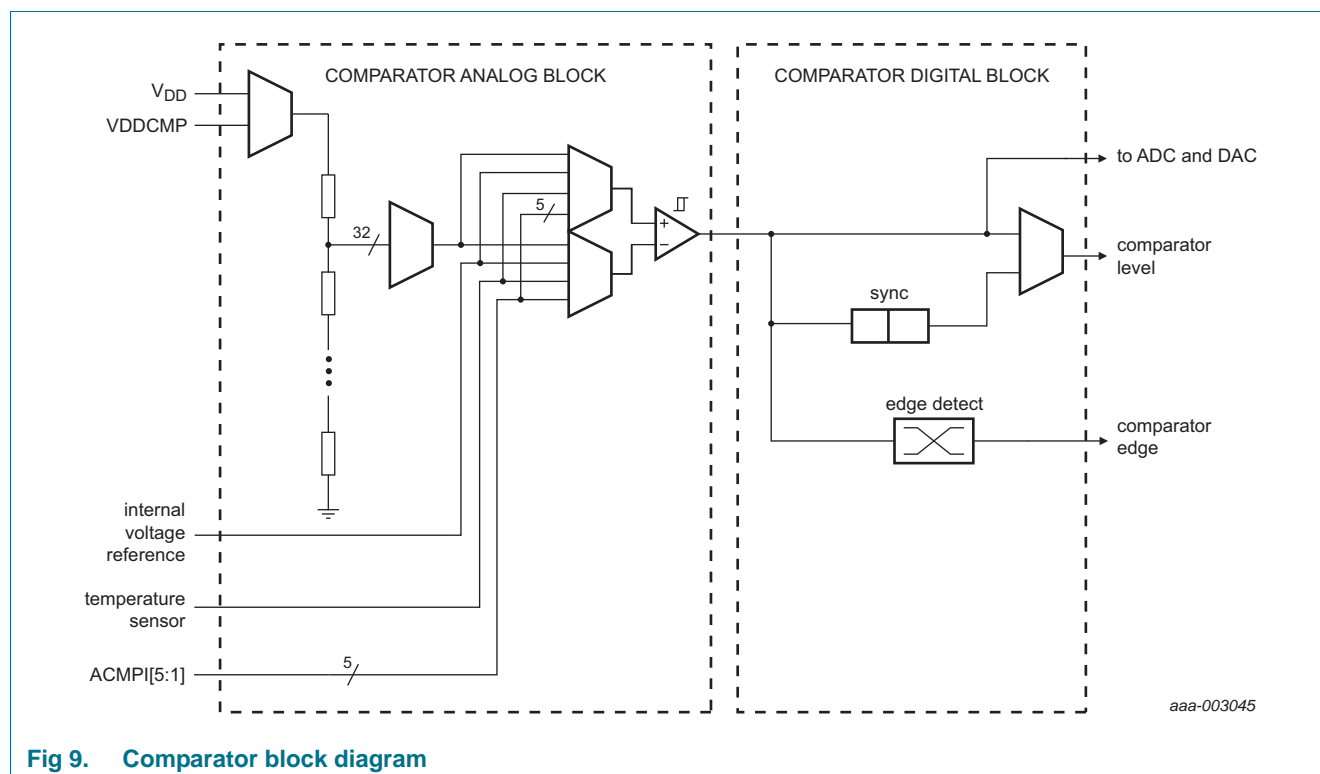 COMPARATOR ANALOG BLOCK
COMPARATOR DIGITAL BLOCK
VDD
VDDCMP
to ADC and DAC
5
+
32
−
comparator
level
sync
edge detect
comparator
edge
internal
voltage
reference
temperature
sensor
5
ACMPI[5:1]
aaa-003045
Fig 9. Comparator block diagram